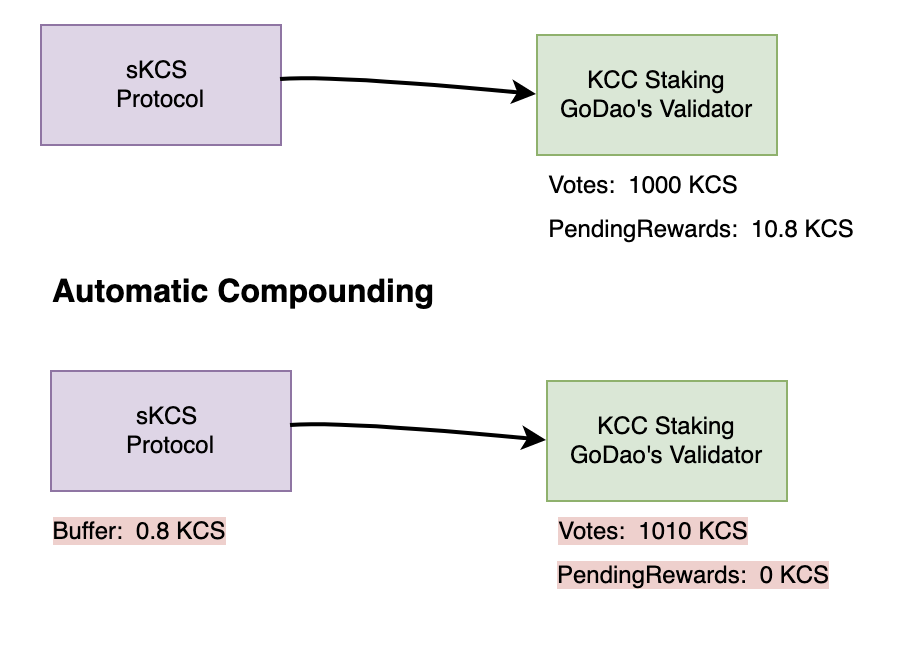 sKCS
Protocol
KCC Staking
GoDao's Validator
Votes: 1000 KCS
PendingRewards: 10.8 KCS
Automatic Compounding
sKCS
Protocol
KCC Staking
GoDao's Validator
Buffer: 0.8 KCS
Votes: 1010 KCS
PendingRewards: 0 KCS